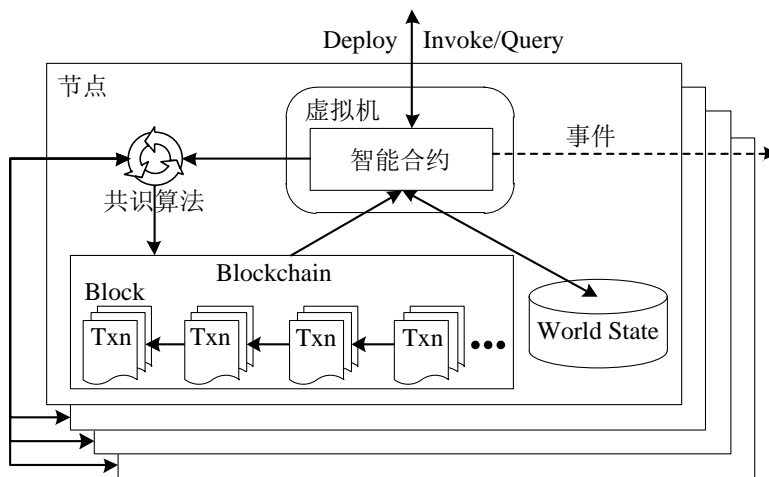 Deploy Invoke/Query
节点
虚拟机
事件
智能合约
共识算法
Blockchain
Block
Txn Txn Txn Txn
World State